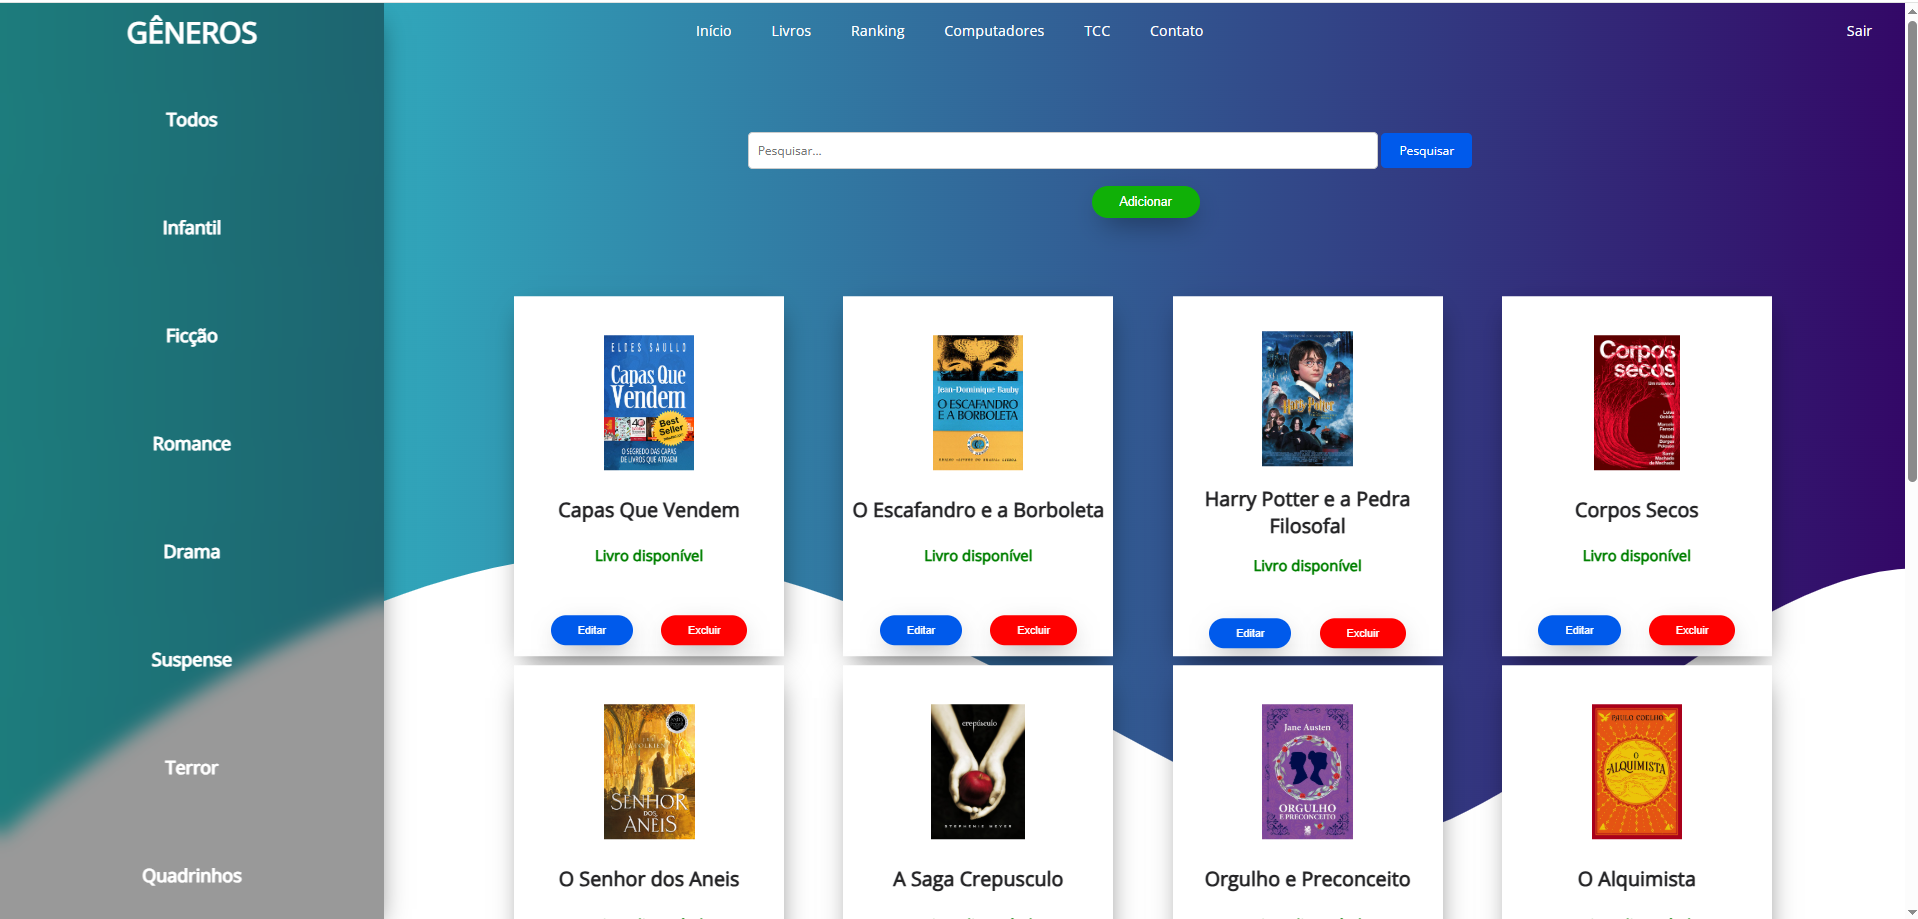 GÊNEROS
Início Livros Ranking Computadores TCC Contato Sair
Todos
Infantil
Ficção
Romance
Drama
Suspense
Terror
Quadrinhos
Pesquisar... Pesquisar
Adicionar
ELCES SAULLO
Capas Que
Vendem
Best
Seller
O SEGREDO DAS CAPAS
DE LIVROS QUE ATRAEM
Capas Que Vendem
Livro disponível
Editar Excluir
Jean-Dominique Bauby
O ESCAFANDRO
E A BORBOLETA
O Escafandro e a Borboleta
Livro disponível
Editar Excluir
Harry Potter
Harry Potter e a Pedra
Filosofal
Livro disponível
Editar Excluir
Corpos
secos
Um romance
Corpos Secos
Livro disponível
Editar Excluir
SENHOR
DOS
ANÉIS
O Senhor dos Aneis
crepúsculo
STEPHENIE MEYER
A Saga Crepusculo
Jane Austen
ORGULHO
E PRECONCEITO
Orgulho e Preconceito
PAULO COELHO
O
ALQUIMISTA
O Alquimista